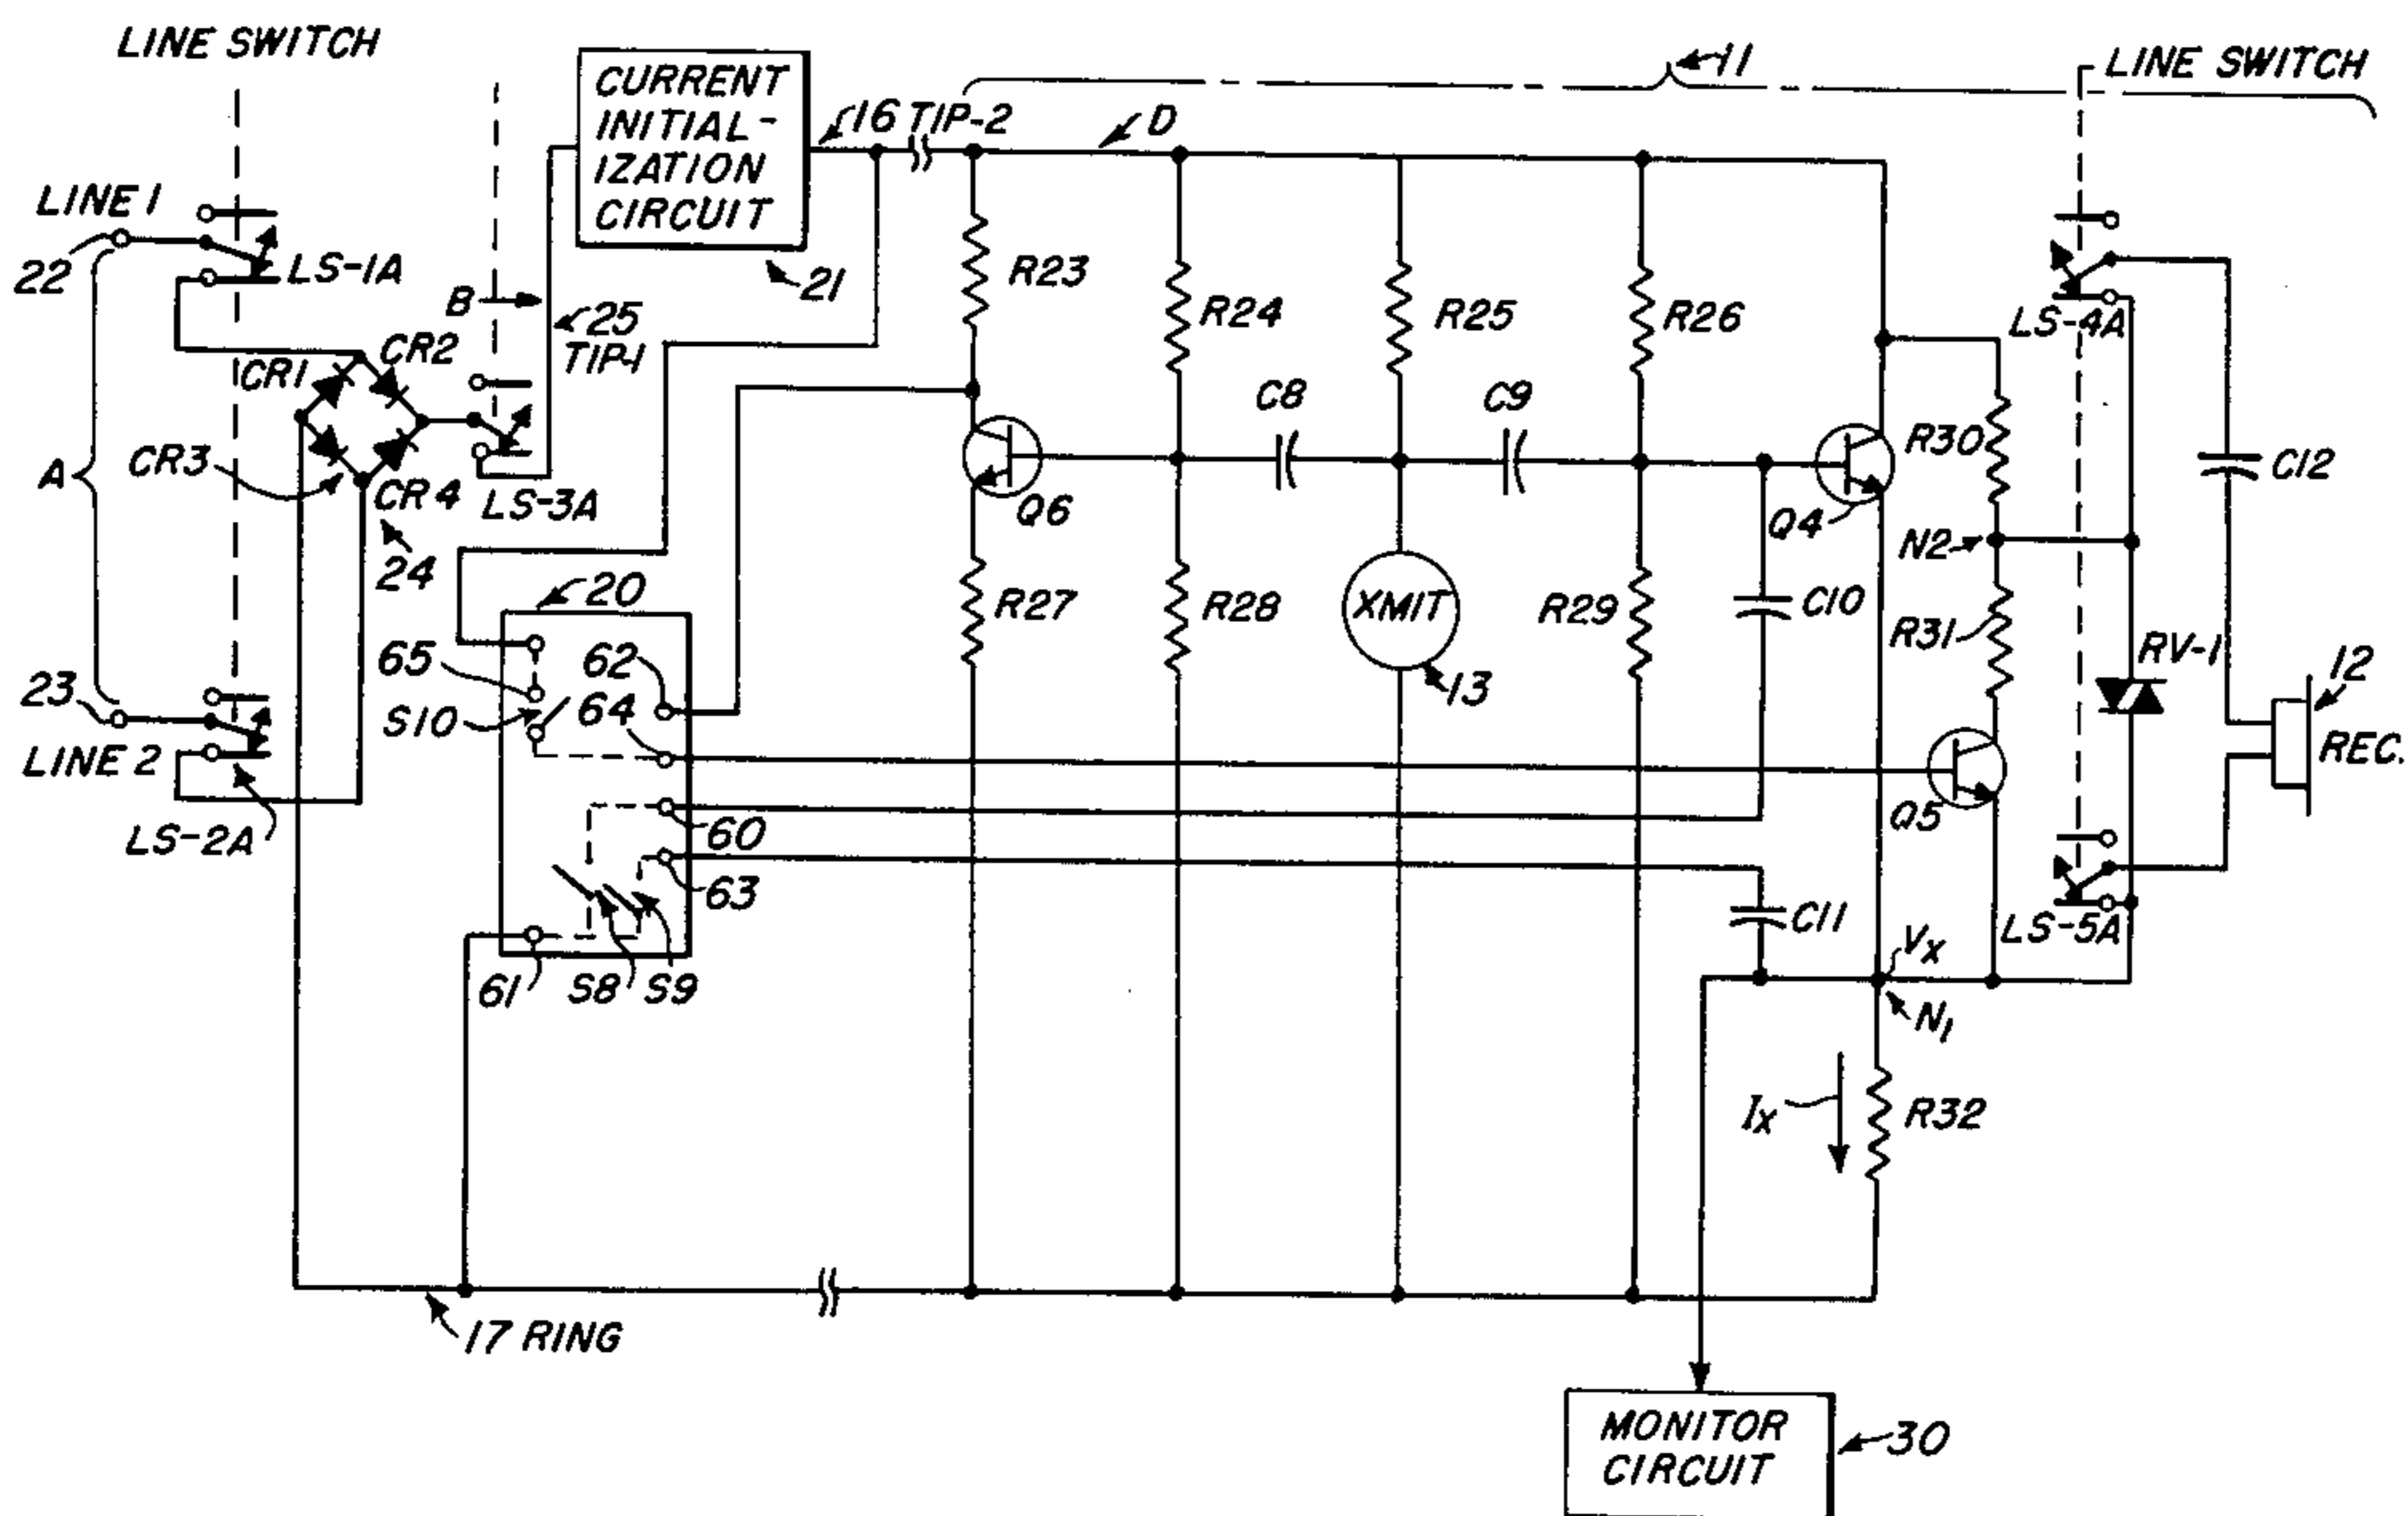 LINE SWITCH
CURRENT
INITIAL-
IZATION
CIRCUIT
21
16 TIP-2
D
11
LINE SWITCH
LINE 1
22
LS-1A
B
25
TIP-1
A
CR1
CR2
CR3
CR4
24
LS-3A
23
LINE 2
LS-2A
R23
R24
R25
R26
C8
C9
Q6
Q4
R30
N2
LS-4A
C12
20
65
62
S10
64
R27
R28
XMIT
13
R29
C10
R31
RV-1
12
REC.
Q5
60
63
61
S8
S9
C11
LS-5A
Vx
N1
Ix
R32
17 RING
MONITOR
CIRCUIT
30